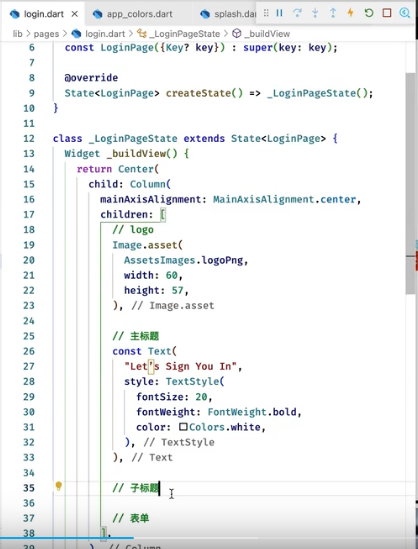 login.dart × app_colors.dart splash.da
lib > pages > login.dart > _LoginPageState > _buildView
6 const LoginPage({Key? key}) : super(key: key);
7
8 @override
9 State<LoginPage> createState() => _LoginPageState();
10 }
11
12 class _LoginPageState extends State<LoginPage> {
13 Widget _buildView() {
14 return Center(
15 child: Column(
16 mainAxisAlignment: MainAxisAlignment.center,
17 children: [
18 // logo
19 Image.asset(
20 AssetsImages.logoPng,
21 width: 60,
22 height: 57,
23 ), // Image.asset
24
25 // 主标题
26 const Text(
27 "Let's Sign You In",
28 style: TextStyle(
29 fontSize: 20,
30 fontWeight: FontWeight.bold,
31 color: Colors.white,
32 ), // TextStyle
33 ), // Text
34
35 // 子标题
36
37 // 表单
38 ],
) // Column